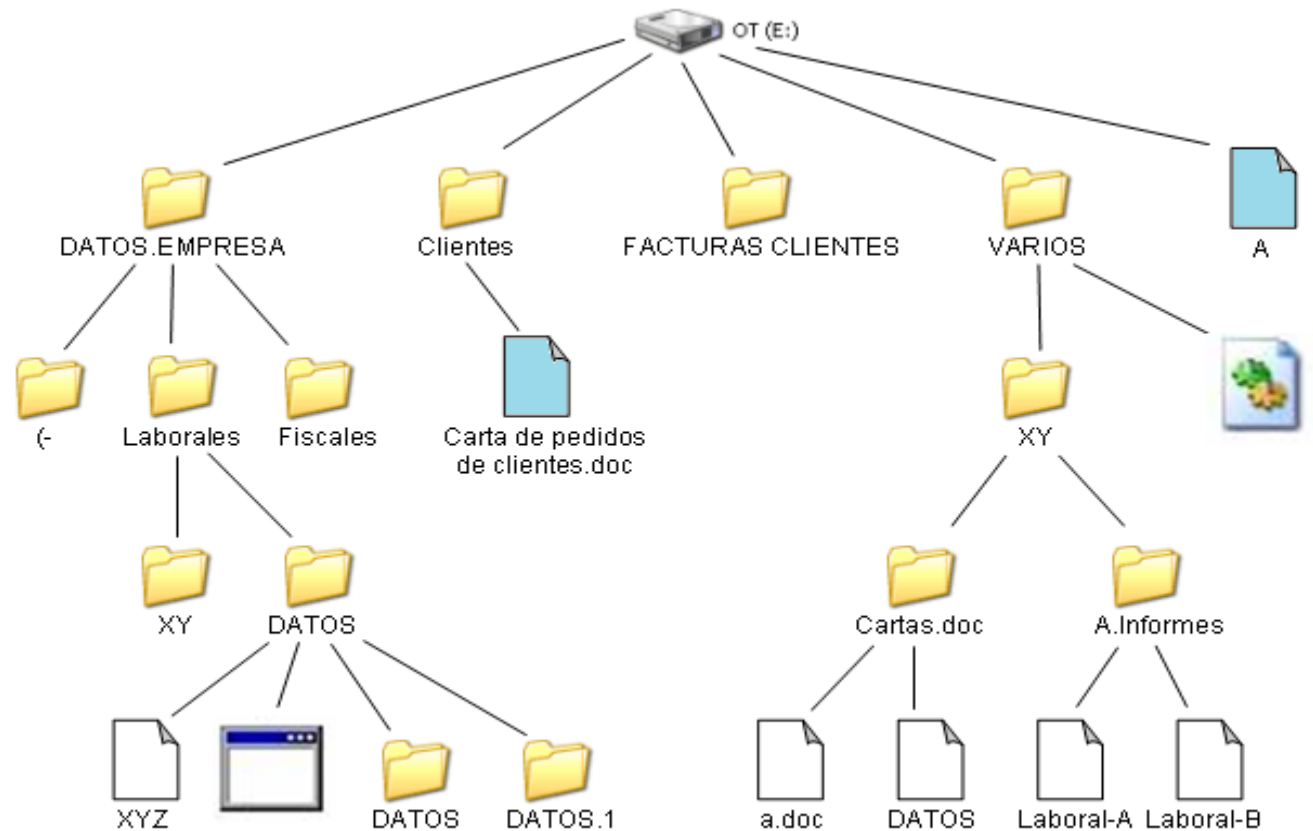 OT (E:)
DATOS.EMPRESA
Clientes
FACTURAS CLIENTES
VARIOS
A
(-
Laborales
Fiscales
Carta de pedidos
de clientes.doc
XY
XY
DATOS
Cartas.doc
A.Informes
XYZ
DATOS
DATOS.1
a.doc
DATOS
Laboral-A
Laboral-B